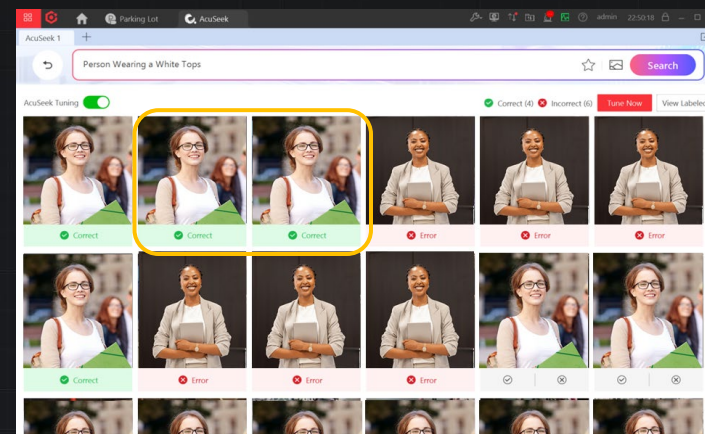 Parking Lot
AcuSeek
admin
22:50:18
AcuSeek 1
Person Wearing a White Tops
Search
AcuSeek Tuning
Correct (4)
Incorrect (6)
Tune Now
View Labeled
Correct
Correct
Correct
Error
Error
Error
Correct
Error
Error
Error